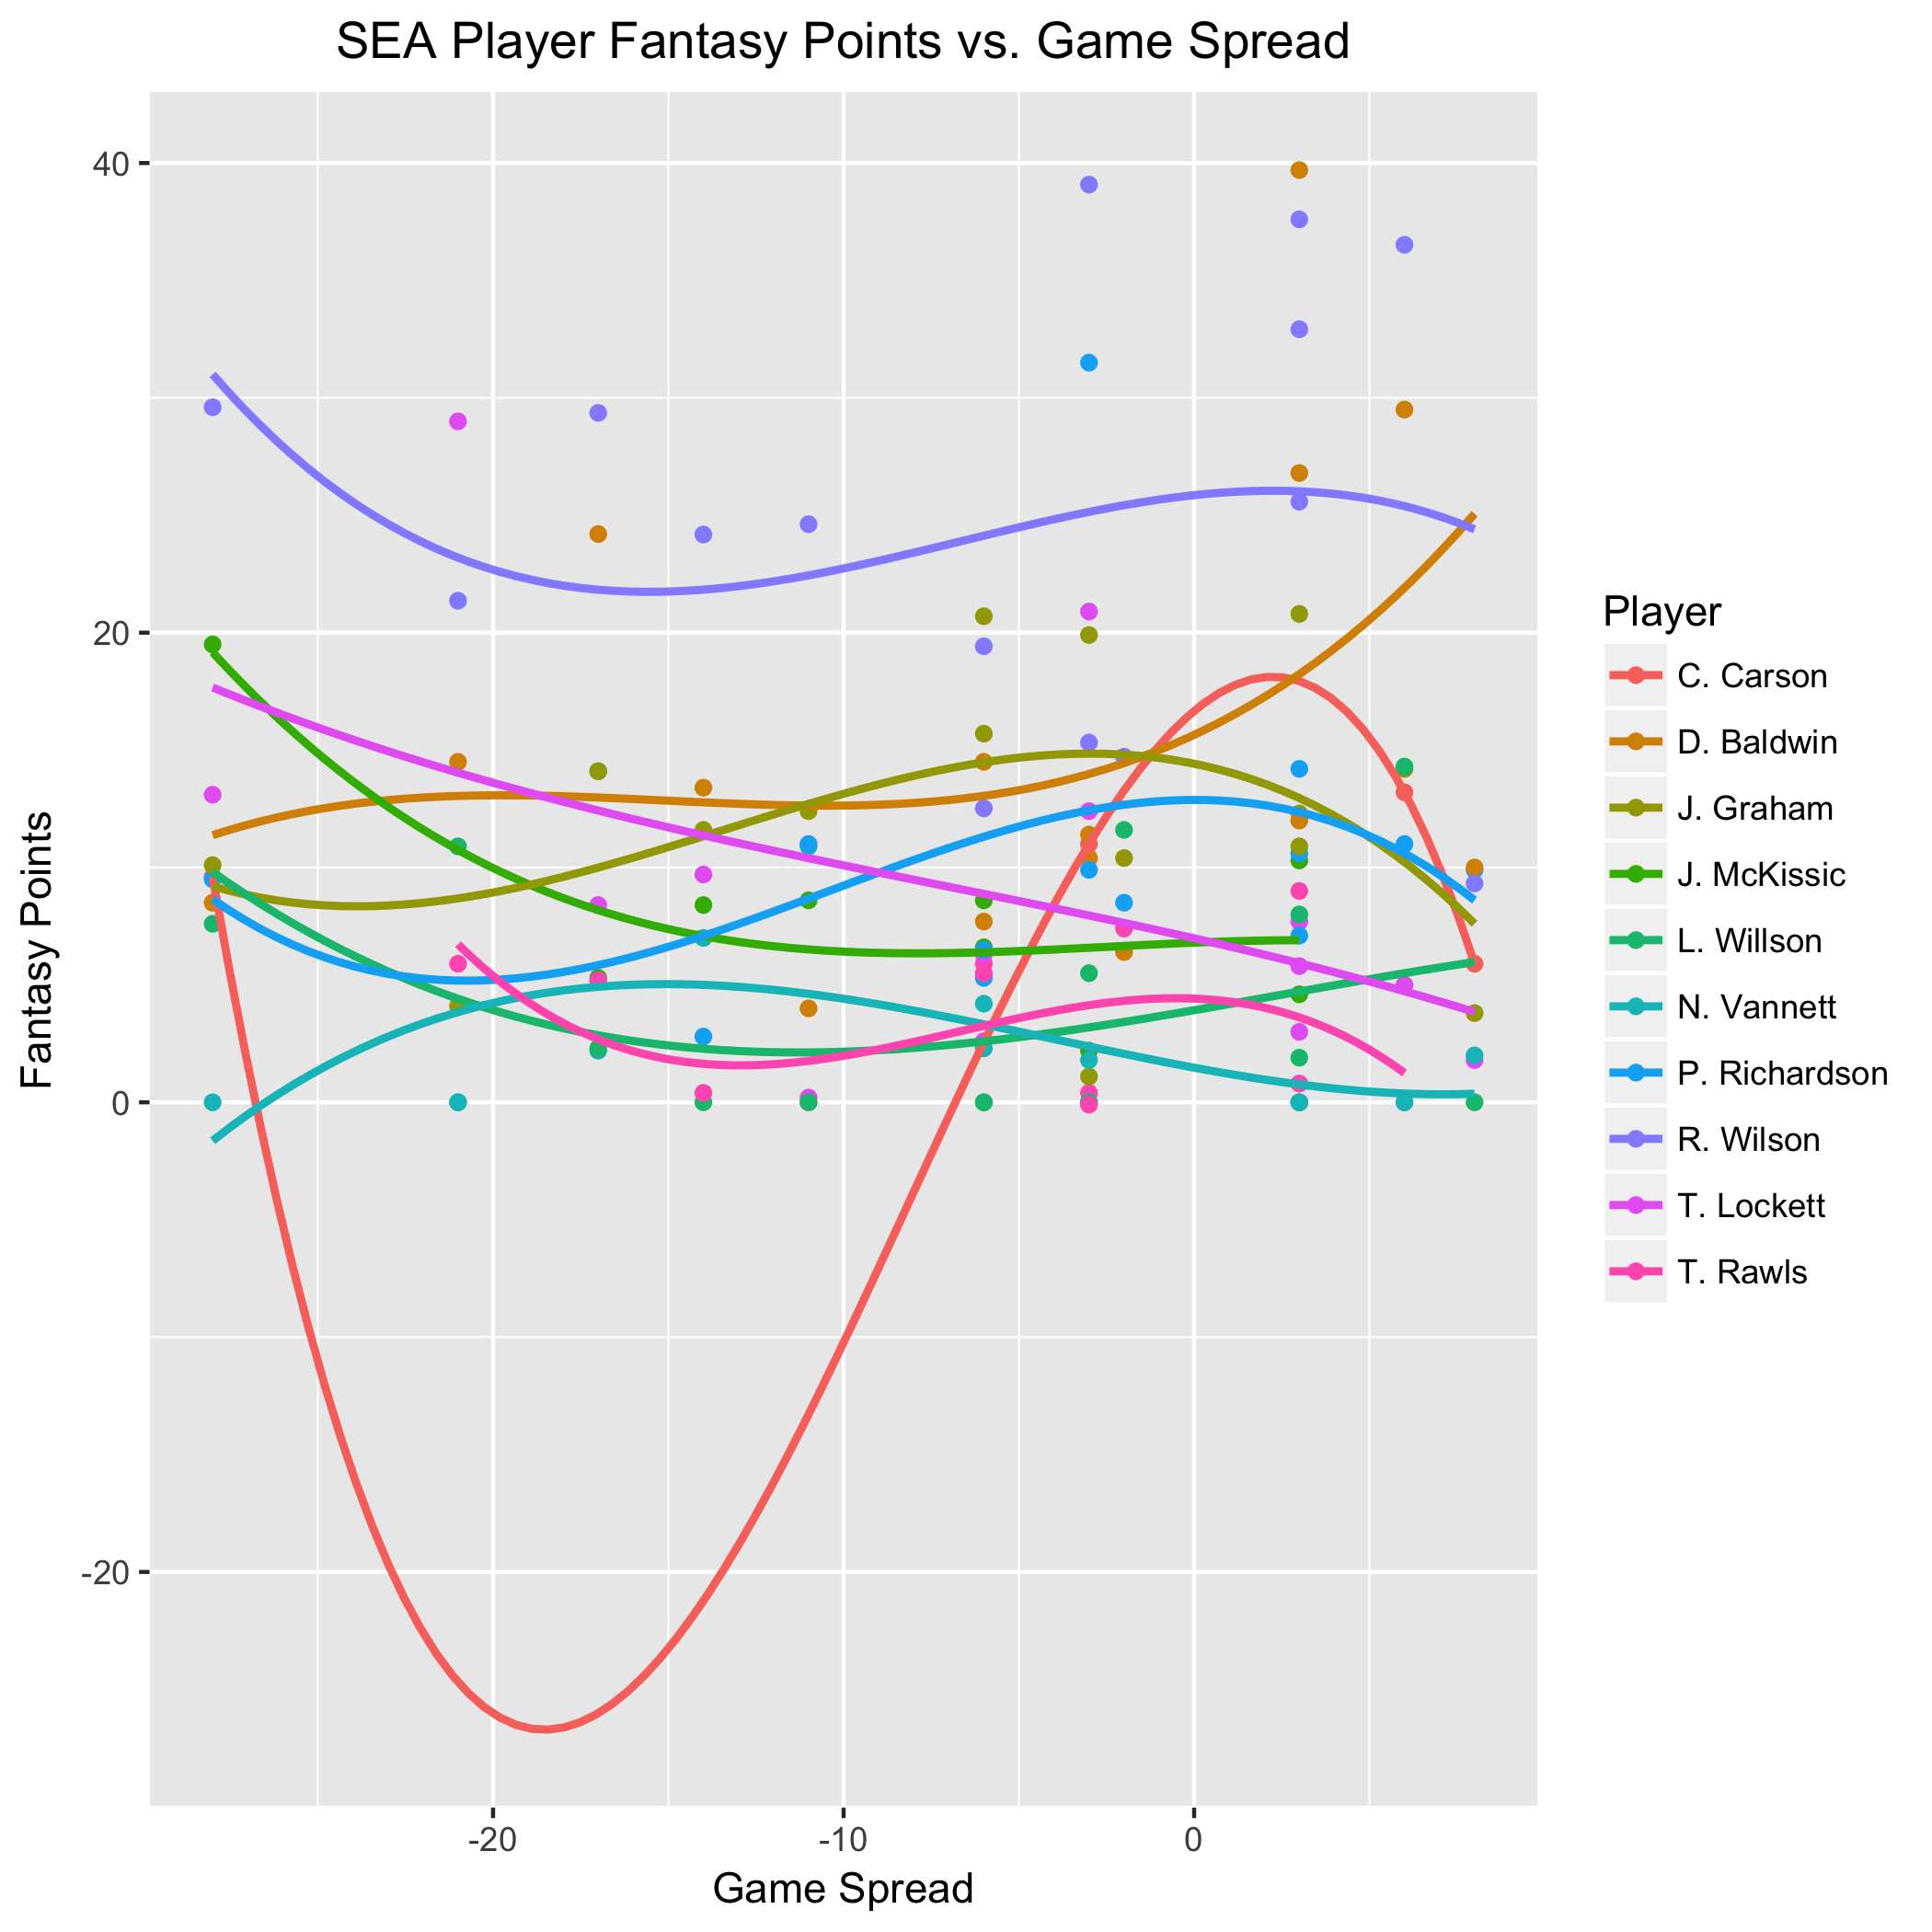 SEA Player Fantasy Points vs. Game Spread
40
20
0
-20
Fantasy Points
-20
-10
0
Game Spread
Player
C. Carson
D. Baldwin
J. Graham
J. McKissic
L. Willson
N. Vannett
P. Richardson
R. Wilson
T. Lockett
T. Rawls